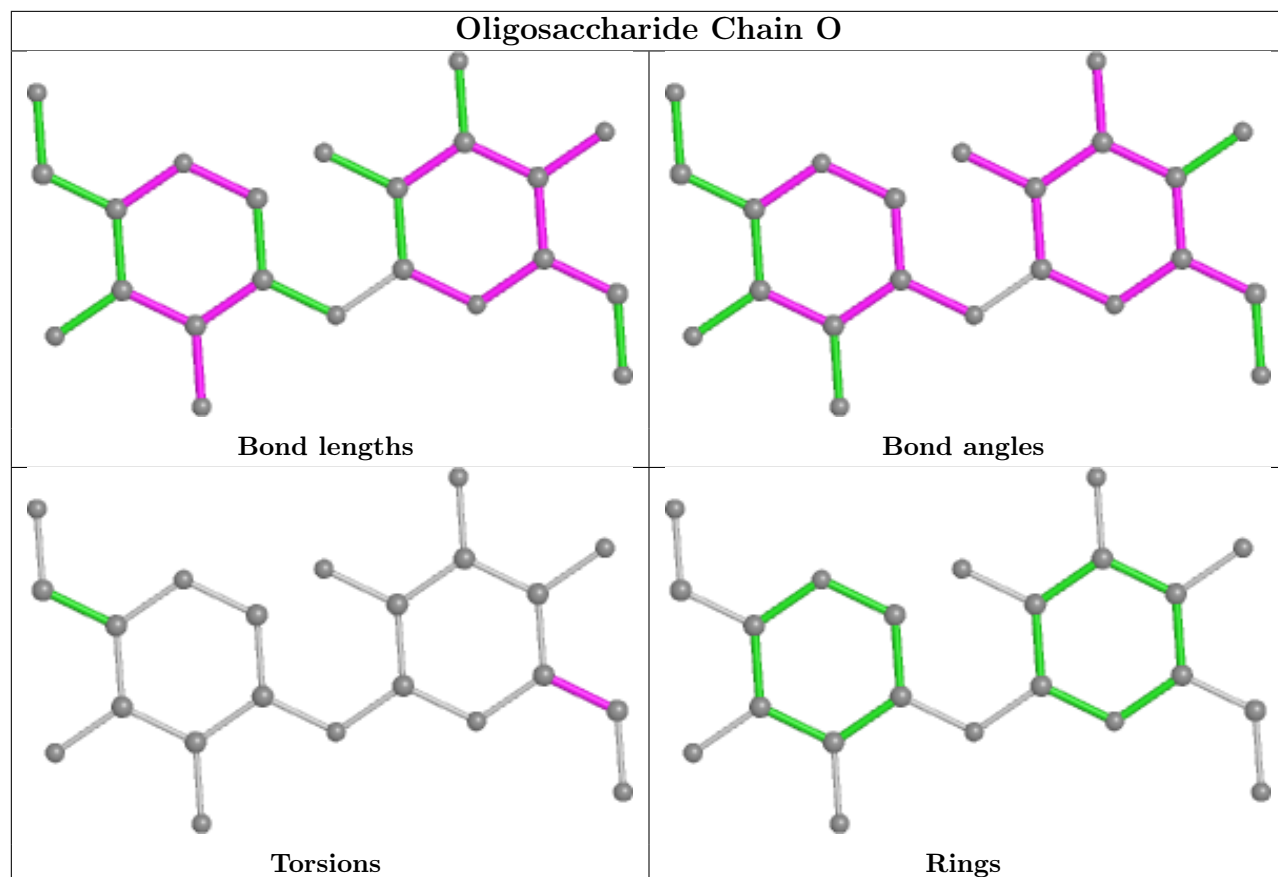 Oligosaccharide Chain O
Bond lengths
Bond angles
Torsions
Rings